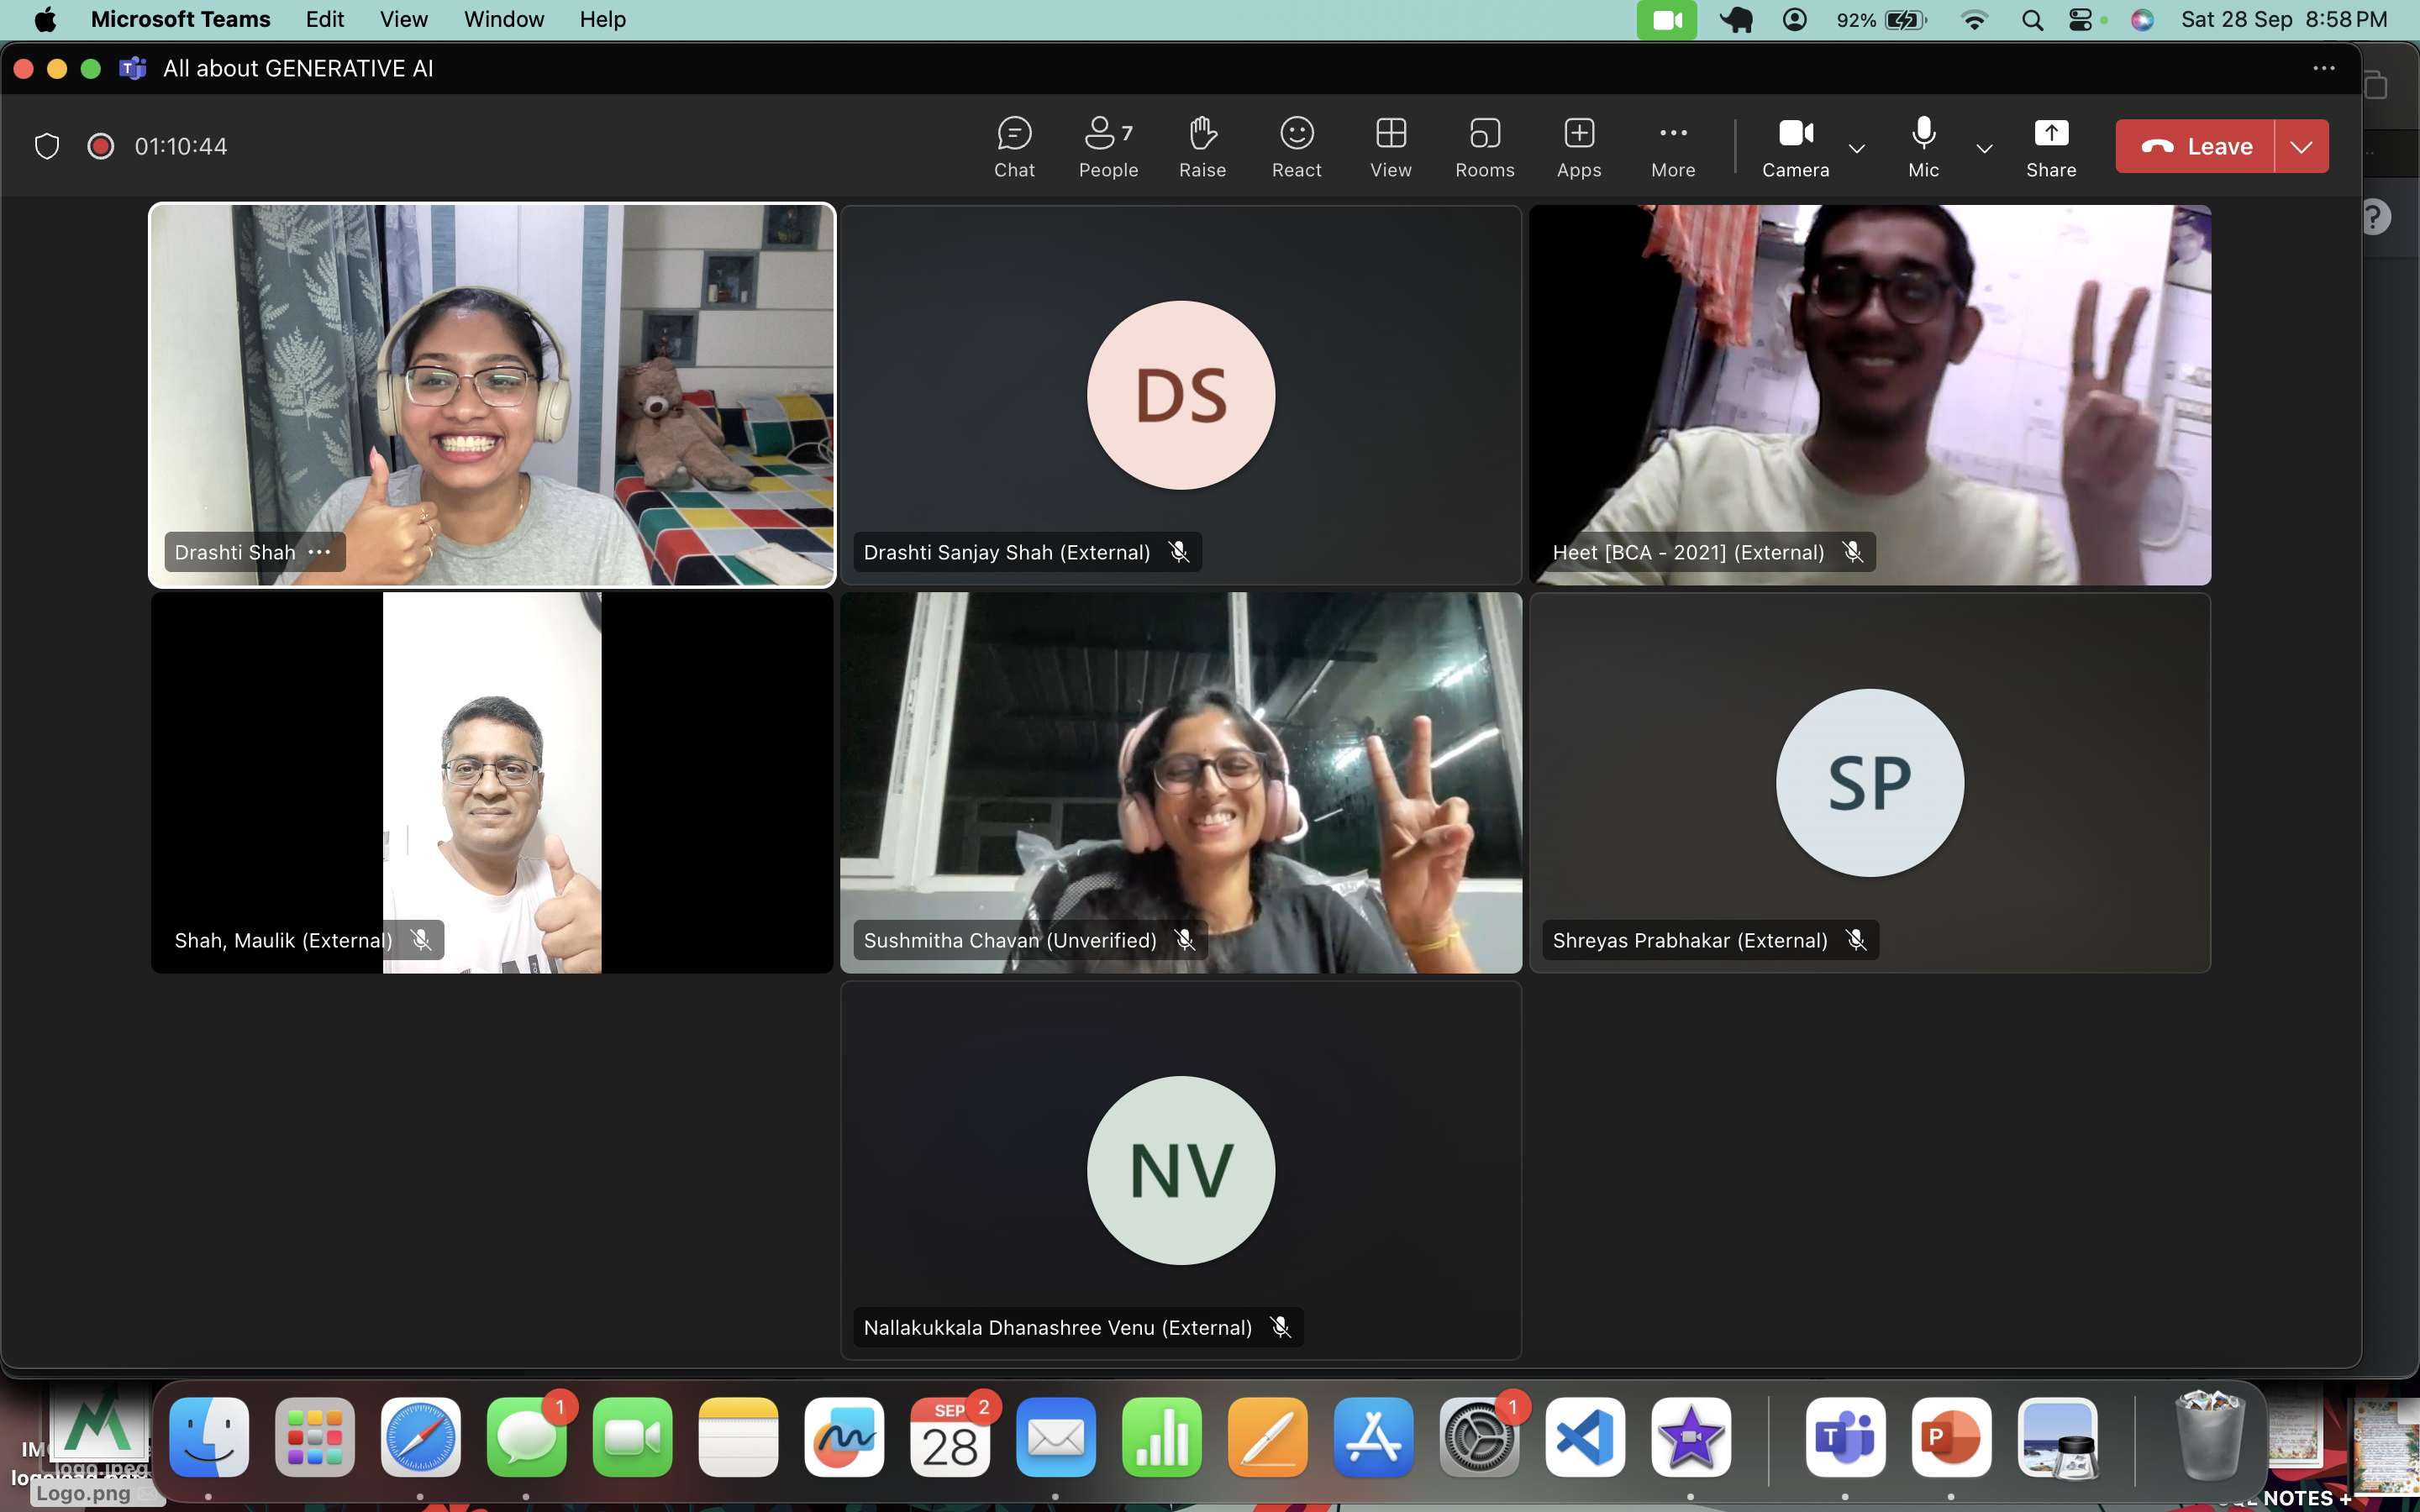 Microsoft Teams Edit View Window Help 92% Sat 28 Sep 8:58 PM
All about GENERATIVE AI
01:10:44 Chat People 7 Raise React View Rooms Apps More Camera Mic Share Leave
DS
Drashti Shah
Drashti Sanjay Shah (External)
Heet [BCA - 2021] (External)
SP
Shah, Maulik (External)
Sushmitha Chavan (Unverified)
Shreyas Prabhakar (External)
NV
Nallakukkala Dhanashree Venu (External)
1
SEP 2
28
1
T
P
Logo.png
NOTES +